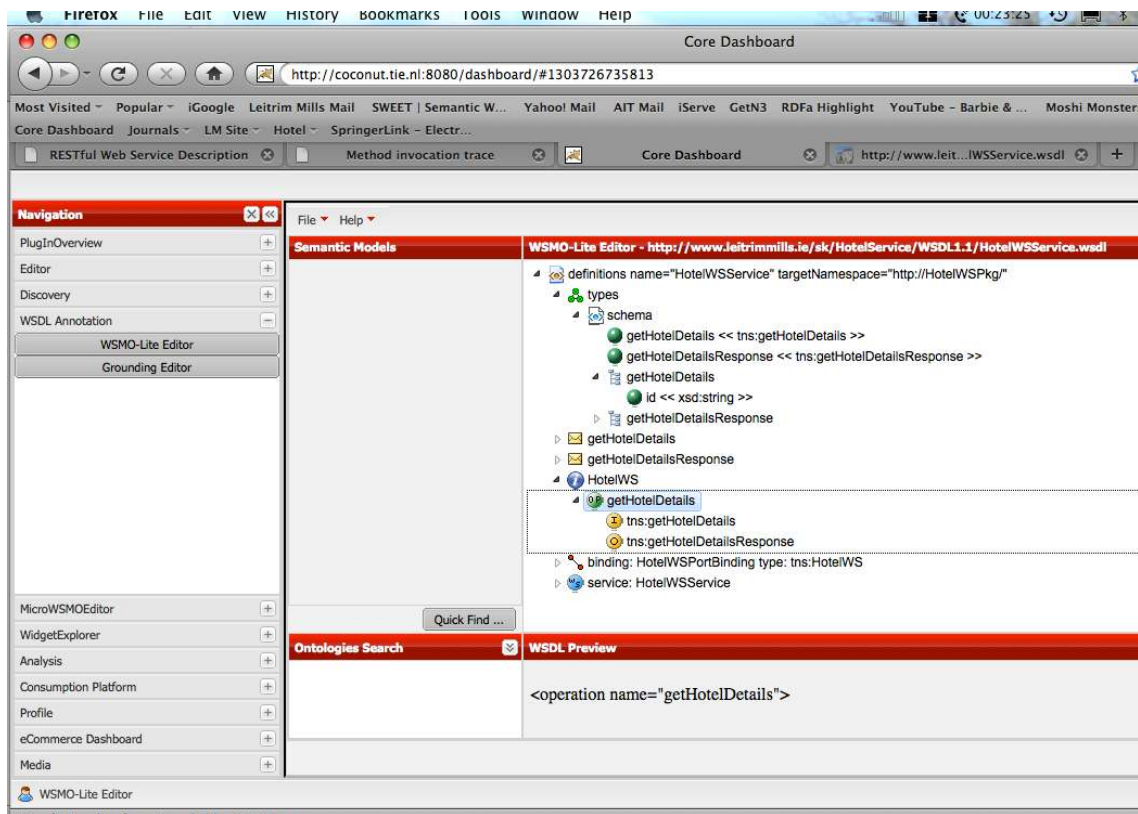 Firefox File Edit View History Bookmarks Tools Window Help 00:23:25
Core Dashboard
http://coconut.tie.nl:8080/dashboard/#1303726735813
Most Visited Popular iGoogle Leitrim Mills Mail SWEET | Semantic W... Yahoo! Mail AIT Mail iServe GetN3 RDFa Highlight YouTube - Barbie & ... Moshi Monster
Core Dashboard Journals LM Site Hotel SpringerLink - Electr...
RESTful Web Service Description Method invocation trace Core Dashboard http://www.leit...lWSService.wsdl +
Navigation
PlugInOverview
Editor
Discovery
WSDL Annotation
WSMO-Lite Editor
Grounding Editor
MicroWSMOEditor
WidgetExplorer
Analysis
Consumption Platform
Profile
eCommerce Dashboard
Media
File Help
Semantic Models
Quick Find ...
Ontologies Search
WSMO-Lite Editor - http://www.leitrimmills.ie/sk/HotelService/WSDL1.1/HotelWSService.wsdl
definitions name="HotelWSService" targetNamespace="http://HotelWSPkg/"
types
schema
getHotelDetails << tns:getHotelDetails >>
getHotelDetailsResponse << tns:getHotelDetailsResponse >>
getHotelDetails
id << xsd:string >>
getHotelDetailsResponse
getHotelDetails
getHotelDetailsResponse
HotelWS
getHotelDetails
tns:getHotelDetails
tns:getHotelDetailsResponse
binding: HotelWSPortBinding type: tns:HotelWS
service: HotelWSService
WSDL Preview
<operation name="getHotelDetails">
WSMO-Lite Editor